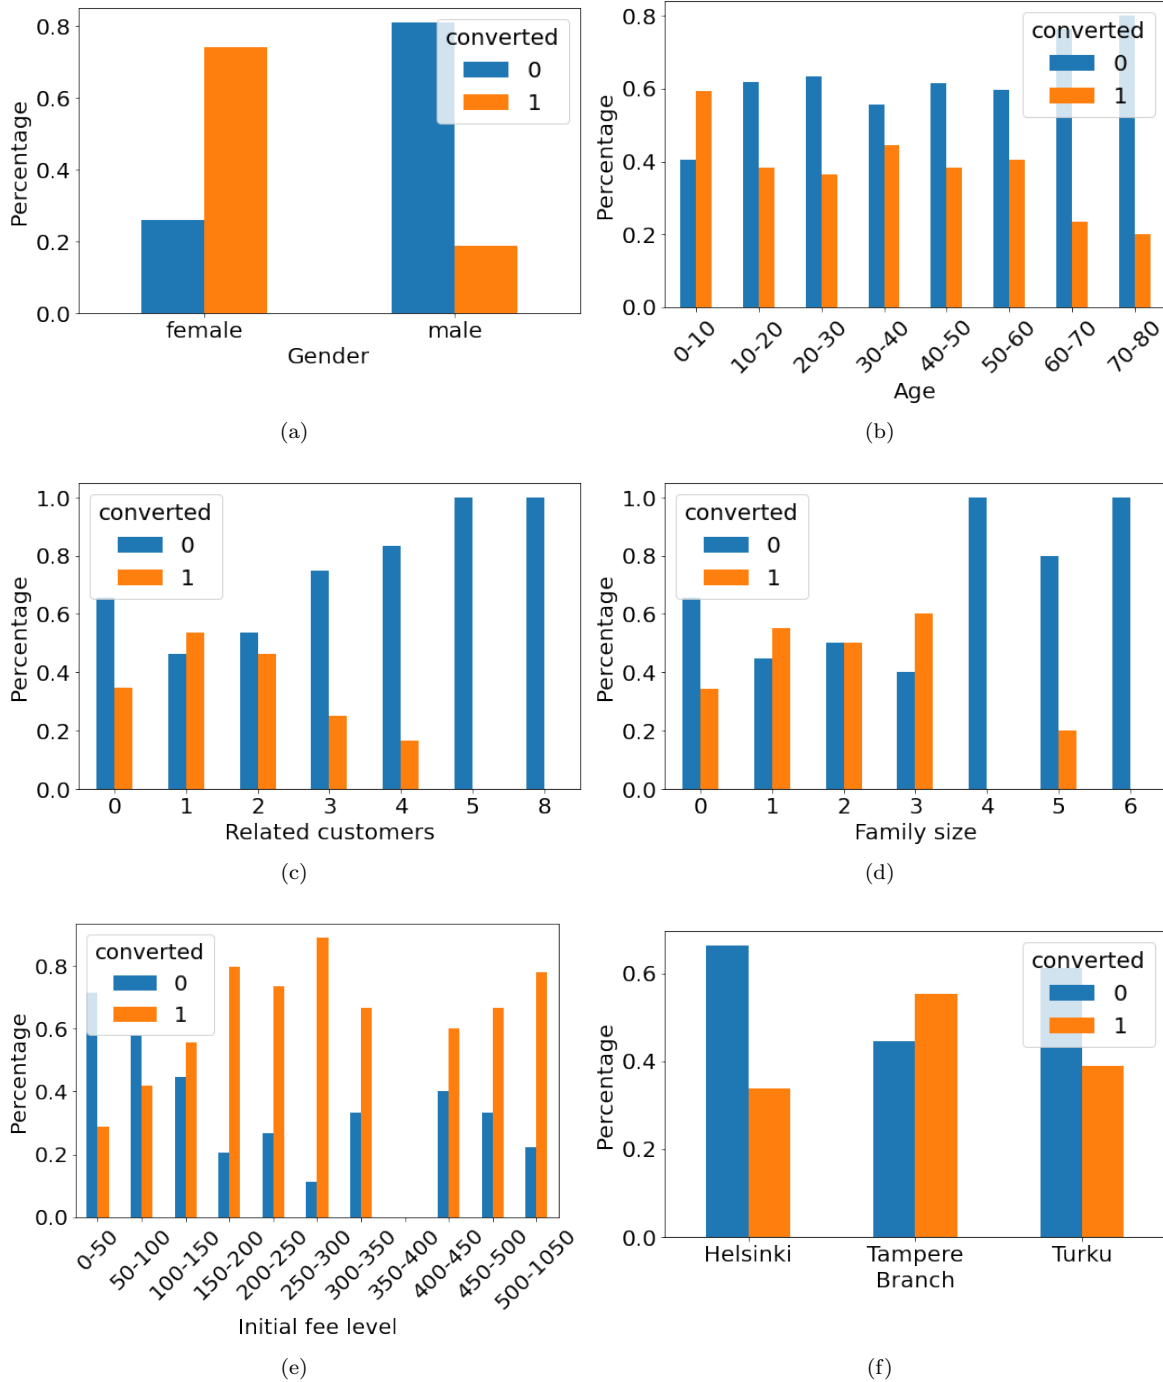 0.8
0.6
0.4
0.2
0.0
Percentage
converted
0
1
female
male
Gender
(a)
0.8
0.6
0.4
0.2
0.0
Percentage
converted
0
1
0-10
10-20
20-30
30-40
40-50
50-60
60-70
70-80
Age
(b)
1.0
0.8
0.6
0.4
0.2
0.0
Percentage
converted
0
1
0 1 2 3 4 5 8
Related customers
(c)
1.0
0.8
0.6
0.4
0.2
0.0
Percentage
converted
0
1
0 1 2 3 4 5 6
Family size
(d)
0.8
0.6
0.4
0.2
0.0
Percentage
converted
0
1
0-50
50-100
100-150
150-200
200-250
250-300
300-350
350-400
400-450
450-500
500-1050
Initial fee level
(e)
0.6
0.4
0.2
0.0
Percentage
converted
0
1
Helsinki
Tampere
Turku
Branch
(f)